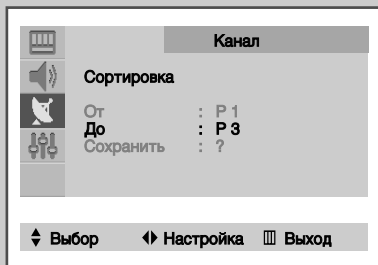 Канал
Сортировка
От : P 1
До : P 3
Сохранить : ?
Выбор Настройка Выход